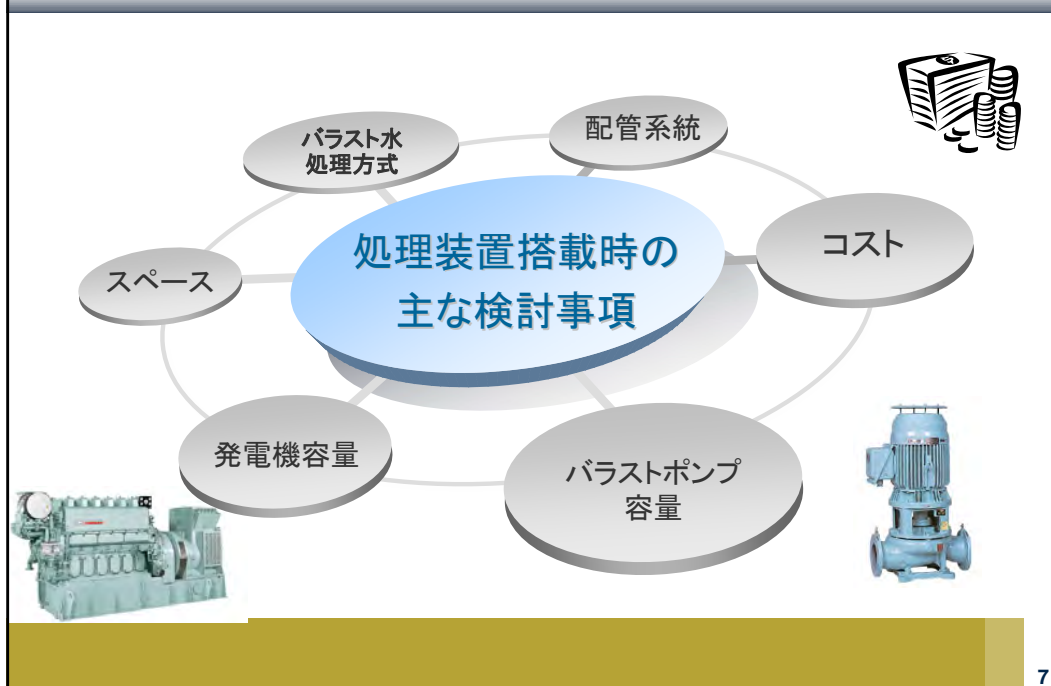 バラスト水
処理方式
配管系統
処理装置搭載時の
主な検討事項
コスト
スペース
発電機容量
バラストポンプ
容量
7